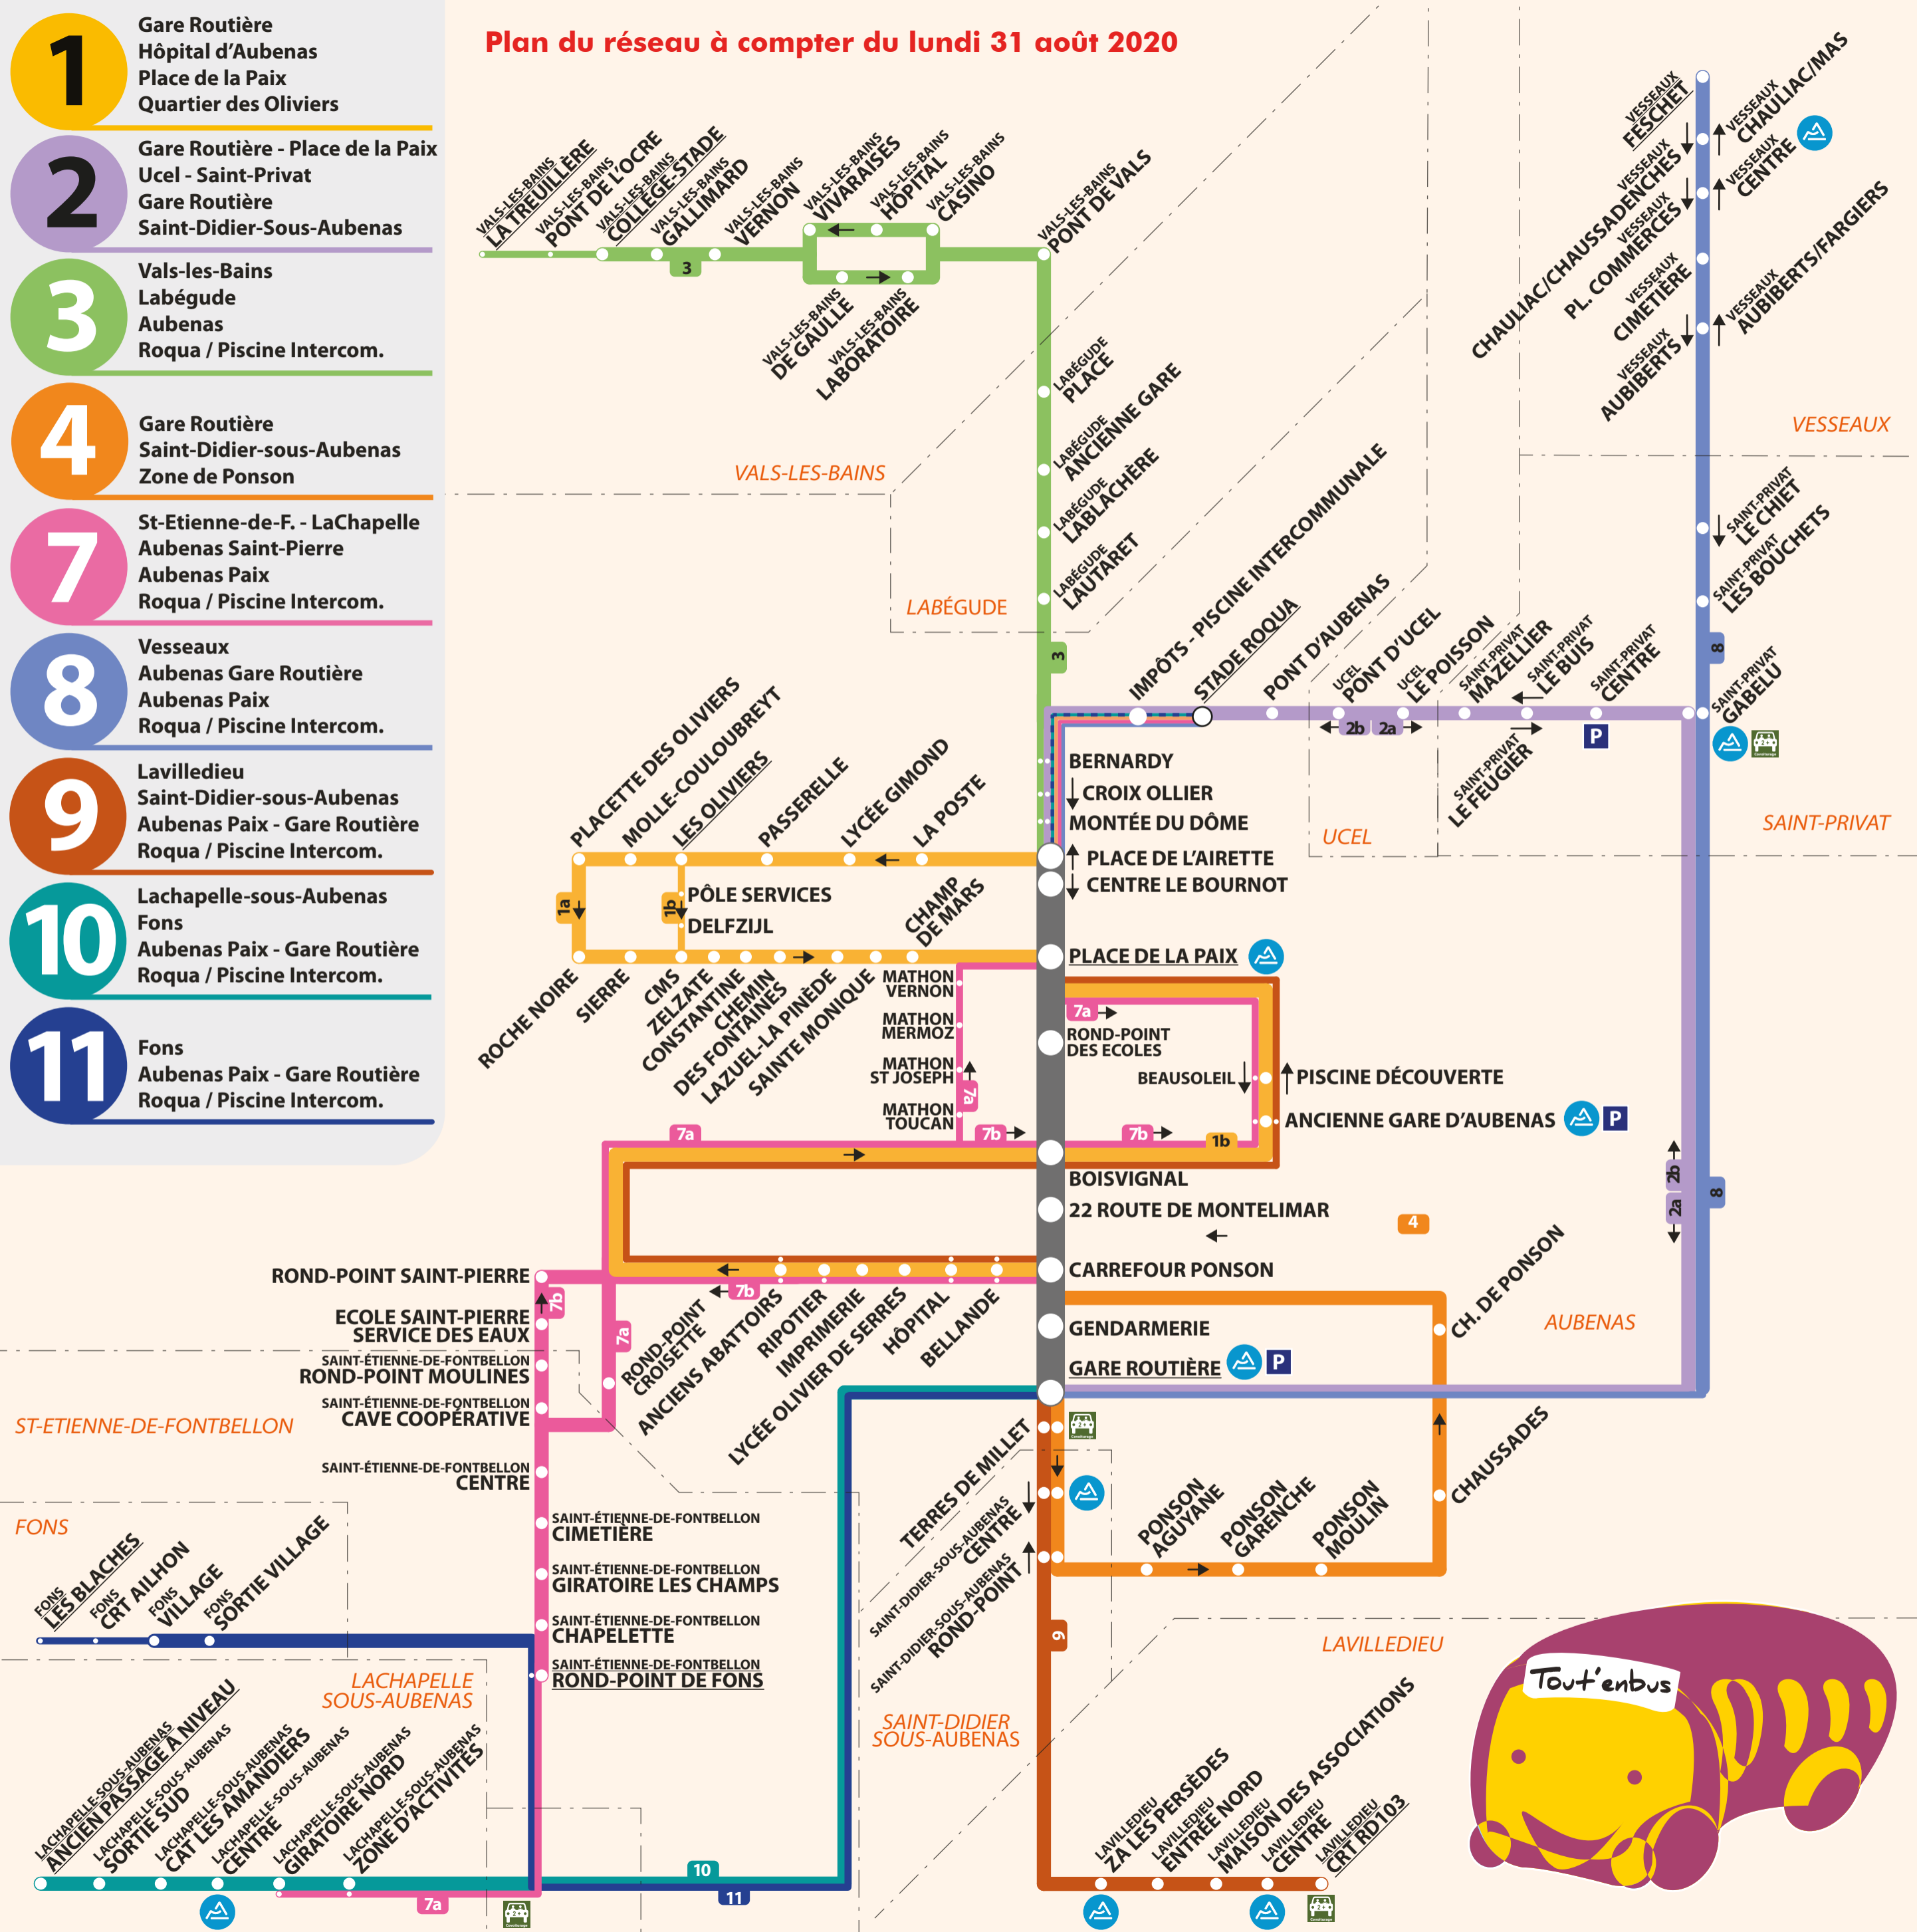 Plan du réseau à compter du lundi 31 août 2020
1
Gare Routière
Hôpital d'Aubenas
Place de la Paix
Quartier des Oliviers
2
Gare Routière - Place de la Paix
Ucel - Saint-Privat
Gare Routière
Saint-Didier-Sous-Aubenas
3
Vals-les-Bains
Labégude
Aubenas
Roqua / Piscine Intercom.
4
Gare Routière
Saint-Didier-sous-Aubenas
Zone de Ponson
7
St-Etienne-de-F. - LaChapelle
Aubenas Saint-Pierre
Aubenas Paix
Roqua / Piscine Intercom.
8
Vesseaux
Aubenas Gare Routière
Aubenas Paix
Roqua / Piscine Intercom.
9
Lavilledieu
Saint-Didier-sous-Aubenas
Aubenas Paix - Gare Routière
Roqua / Piscine Intercom.
10
Lachapelle-sous-Aubenas
Fons
Aubenas Paix - Gare Routière
Roqua / Piscine Intercom.
11
Fons
Aubenas Paix - Gare Routière
Roqua / Piscine Intercom.
VALS-LES-BAINS
LA TREUILLÈRE
VALS-LES-BAINS
PONT DE L'OCRE
VALS-LES-BAINS
COLLÈGE-STADE
VALS-LES-BAINS
GALLIMARD
VALS-LES-BAINS
VERNON
VALS-LES-BAINS
VIVARAISES
VALS-LES-BAINS
HÔPITAL
VALS-LES-BAINS
CASINO
VALS-LES-BAINS
PONT DE VALS
3
VALS-LES-BAINS
DE GAULLE
VALS-LES-BAINS
LABORATOIRE
VESSEAUX
FESCHET
VESSEAUX
CHAULIAC/MAS
VESSEAUX
CHAULIAC/CHAUSSADENCHES
VESSEAUX
CENTRE
VESSEAUX
PL. COMMERCES
VESSEAUX
CIMETIÈRE
VESSEAUX
AUBIBERTS/FARGIERS
VESSEAUX
AUBIBERTS
VESSEAUX
LABÉGUDE
PLACE
LABÉGUDE
ANCIENNE GARE
LABÉGUDE
LABLACHÈRE
LABÉGUDE
LAUTARET
VALS-LES-BAINS
LABÉGUDE
3
SAINT-PRIVAT
LE CHIET
SAINT-PRIVAT
LES BOUCHETS
8
SAINT-PRIVAT
GABELU
IMPÔTS - PISCINE INTERCOMMUNALE
STADE ROQUA
PONT D'AUBENAS
UCEL
PONT D'UCEL
UCEL
LE POISSON
SAINT-PRIVAT
MAZELLIER
SAINT-PRIVAT
LE BUIS
SAINT-PRIVAT
CENTRE
2b
2a
P
SAINT-PRIVAT
LE FEUGIER
UCEL
SAINT-PRIVAT
BERNARDY
CROIX OLLIER
MONTÉE DU DÔME
PLACE DE L'AIRETTE
CENTRE LE BOURNOT
PLACETTE DES OLIVIERS
MOLLE-COULOUBREYT
LES OLIVIERS
PASSERELLE
LYCÉE GIMOND
LA POSTE
1a
1b
PÔLE SERVICES
DELFZIJL
CHAMP
DE MARS
ROCHE NOIRE
SIERRE
CMS
ZELZATE
CONSTANTINE
CHEMIN
DES FONTAINES
LAZUEL-LA PINÈDE
SAINTE MONIQUE
PLACE DE LA PAIX
MATHON
VERNON
MATHON
MERMOZ
MATHON
ST JOSEPH
MATHON
TOUCAN
7a
7a
ROND-POINT
DES ECOLES
BEAUSOLEIL
PISCINE DÉCOUVERTE
ANCIENNE GARE D'AUBENAS
P
7a
7b
7b
1b
BOISVIGNAL
22 ROUTE DE MONTELIMAR
4
2b
2a
8
CARREFOUR PONSON
GENDARMERIE
GARE ROUTIÈRE
P
CH. DE PONSON
AUBENAS
ROND-POINT SAINT-PIERRE
7b
7b
7a
ECOLE SAINT-PIERRE
SERVICE DES EAUX
SAINT-ÉTIENNE-DE-FONTBELLON
ROND-POINT MOULINES
SAINT-ÉTIENNE-DE-FONTBELLON
CAVE COOPÉRATIVE
SAINT-ÉTIENNE-DE-FONTBELLON
CENTRE
ROND-POINT
CROISETTE
ANCIENS ABATTOIRS
RIPOTIER
IMPRIMERIE
LYCÉE OLIVIER DE SERRES
HÔPITAL
BELLANDE
ST-ETIENNE-DE-FONTBELLON
FONS
SAINT-ÉTIENNE-DE-FONTBELLON
CIMETIÈRE
SAINT-ÉTIENNE-DE-FONTBELLON
GIRATOIRE LES CHAMPS
SAINT-ÉTIENNE-DE-FONTBELLON
CHAPELETTE
SAINT-ÉTIENNE-DE-FONTBELLON
ROND-POINT DE FONS
FONS
LES BLACHES
FONS
CRT AILHON
FONS
VILLAGE
FONS
SORTIE VILLAGE
LACHAPELLE
SOUS-AUBENAS
TERRES DE MILLET
SAINT-DIDIER-SOUS-AUBENAS
CENTRE
SAINT-DIDIER-SOUS-AUBENAS
ROND-POINT
PONSON
AGUYANE
PONSON
GARENCHE
PONSON
MOULIN
CHAUSSADES
9
SAINT-DIDIER
SOUS-AUBENAS
LAVILLEDIEU
LACHAPELLE-SOUS-AUBENAS
ANCIEN PASSAGE À NIVEAU
LACHAPELLE-SOUS-AUBENAS
SORTIE SUD
LACHAPELLE-SOUS-AUBENAS
CAT LES AMANDIERS
LACHAPELLE-SOUS-AUBENAS
CENTRE
LACHAPELLE-SOUS-AUBENAS
GIRATOIRE NORD
LACHAPELLE-SOUS-AUBENAS
ZONE D'ACTIVITÉS
7a
10
11
LAVILLEDIEU
ZA LES PERSÈDES
LAVILLEDIEU
ENTRÉE NORD
LAVILLEDIEU
MAISON DES ASSOCIATIONS
LAVILLEDIEU
CENTRE
LAVILLEDIEU
CRT RD103
Tout'enbus